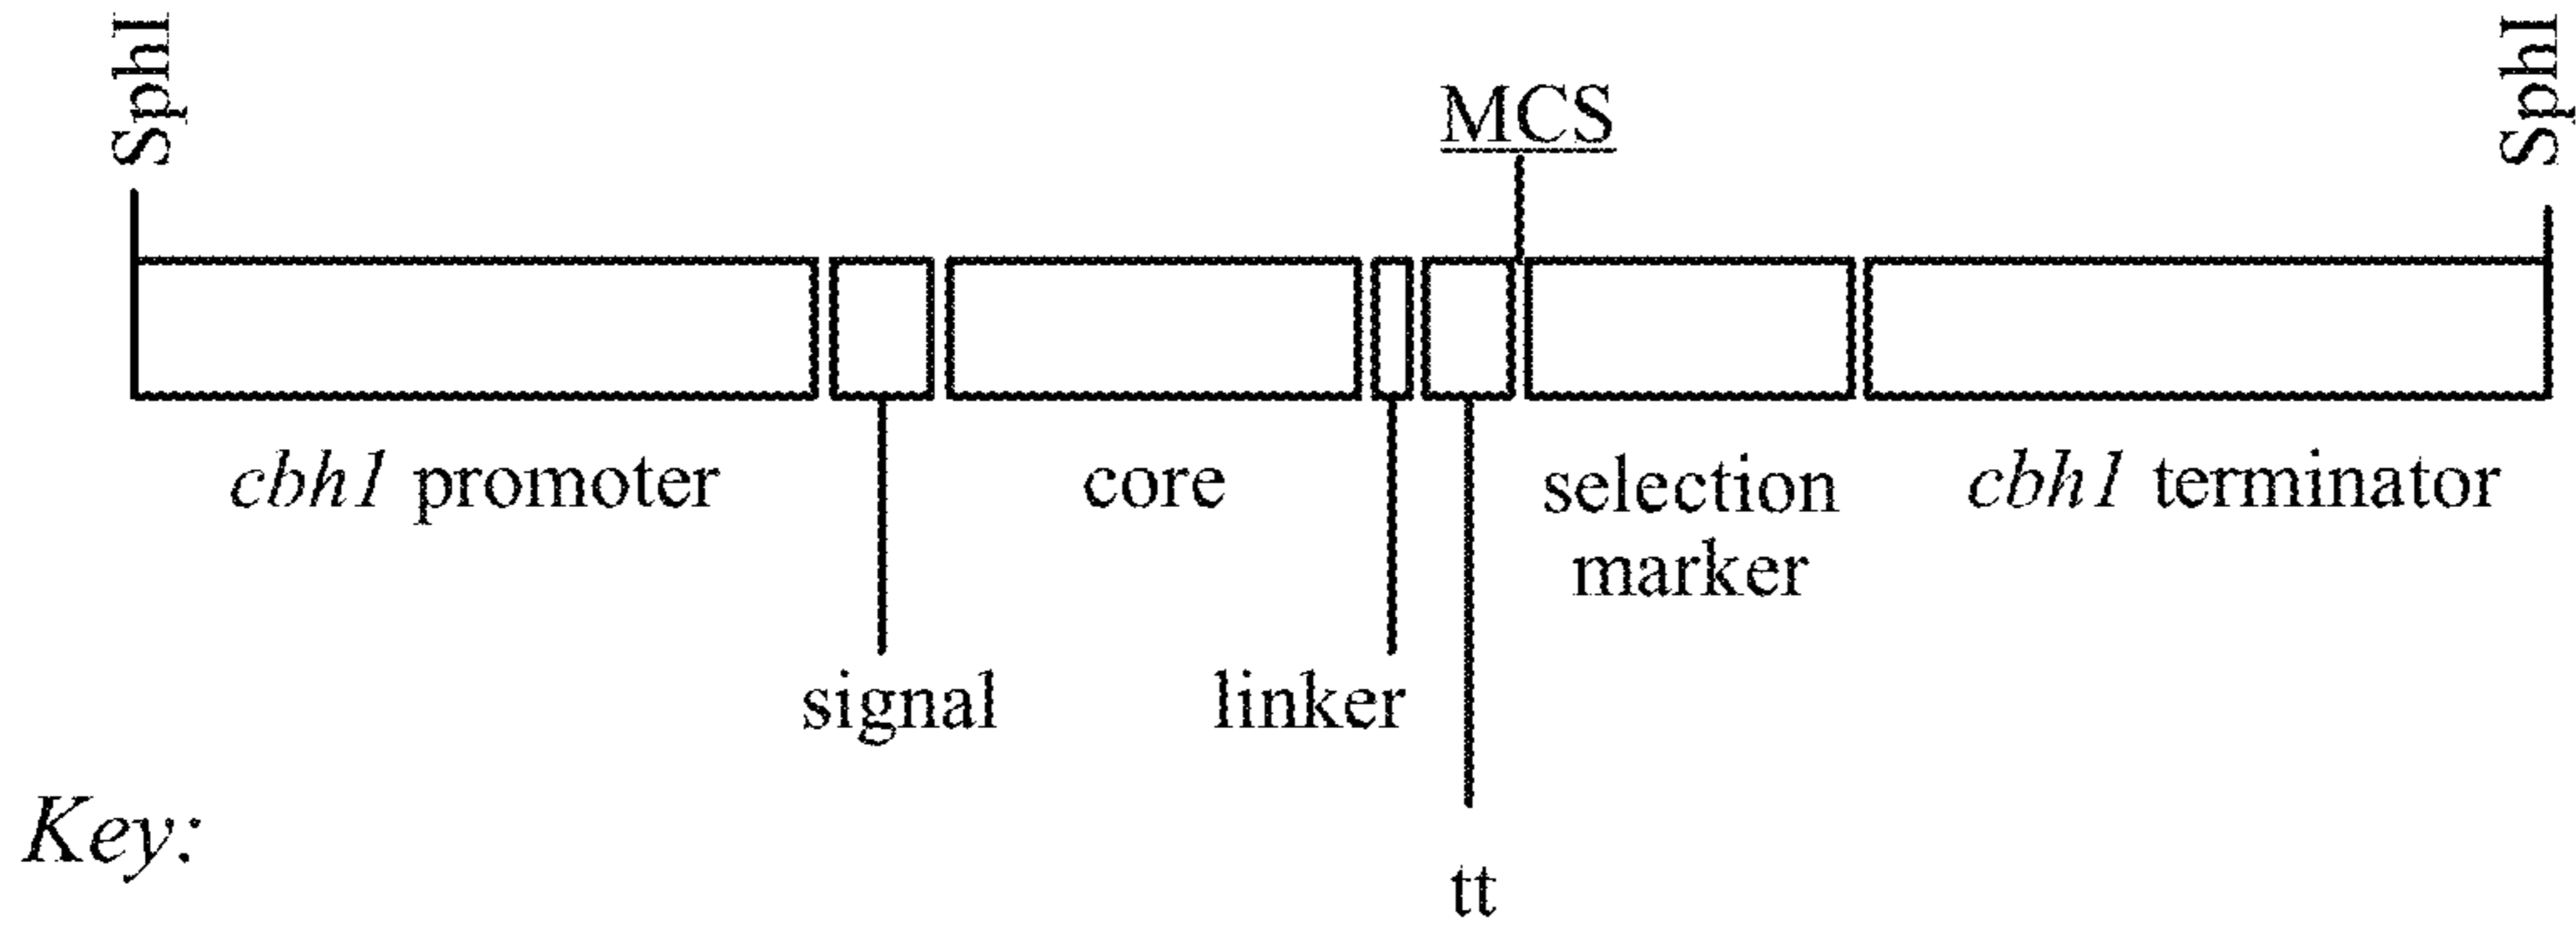 SphI
SphI
MCS
cbh1 promoter
core
selection
marker
cbh1 terminator
signal
linker
Key:
tt